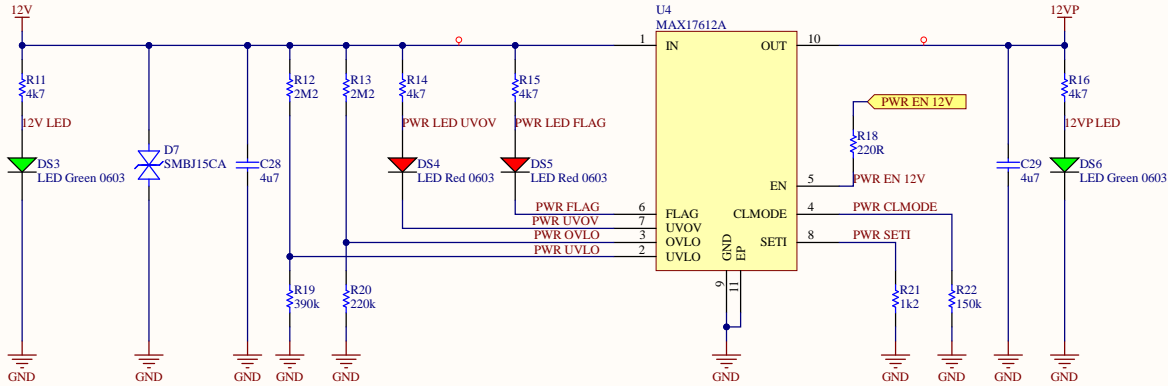 12V
U4
MAX17612A
12VP
1
IN
OUT
10
R11
4k7
R12
2M2
R13
2M2
R14
4k7
R15
4k7
R16
4k7
PWR EN 12V
12V LED
PWR LED UVOV
PWR LED FLAG
R18
220R
12VP LED
D7
SMBJ15CA
DS3
LED Green 0603
C28
4u7
DS4
LED Red 0603
DS5
LED Red 0603
C29
4u7
DS6
LED Green 0603
EN
5
PWR EN 12V
PWR FLAG
6
FLAG
CLMODE
4
PWR CLMODE
PWR UVOV
7
UVOV
PWR OVLO
3
OVLO
SETI
8
PWR SETI
PWR UVLO
2
UVLO
GND
EP
9
11
R19
390k
R20
220k
R21
1k2
R22
150k
GND
GND
GND
GND
GND
GND
GND
GND
GND
GND